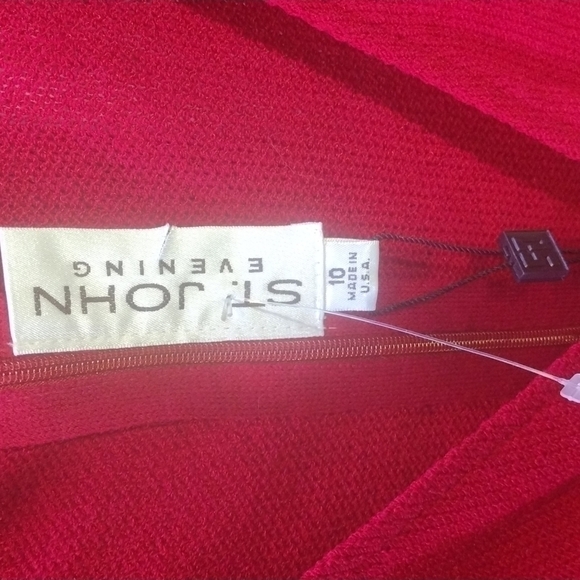 ST. JOHN
EVENING
10
MADE IN
U.S.A.